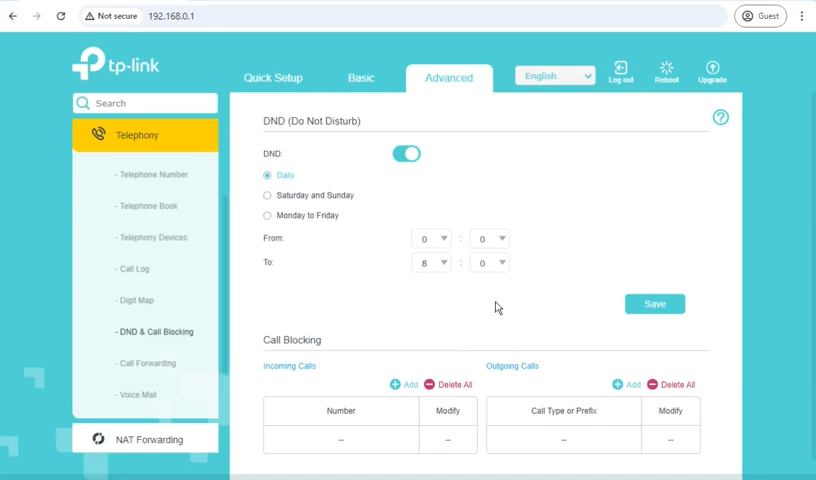 Not secure 192.168.0.1 Guest
tp-link
Quick Setup Basic Advanced English Log out Reboot Upgrade
Search
Telephony
- Telephone Number
- Telephone Book
- Telephony Devices
- Call Log
- Digit Map
- DND & Call Blocking
- Call Forwarding
- Voice Mail
NAT Forwarding
DND (Do Not Disturb)
?
DND:
Daily
Saturday and Sunday
Monday to Friday
From: 0 : 0
To: 8 : 0
Save
Call Blocking
Incoming Calls
Add Delete All
Number Modify
-- --
Outgoing Calls
Add Delete All
Call Type or Prefix Modify
-- --